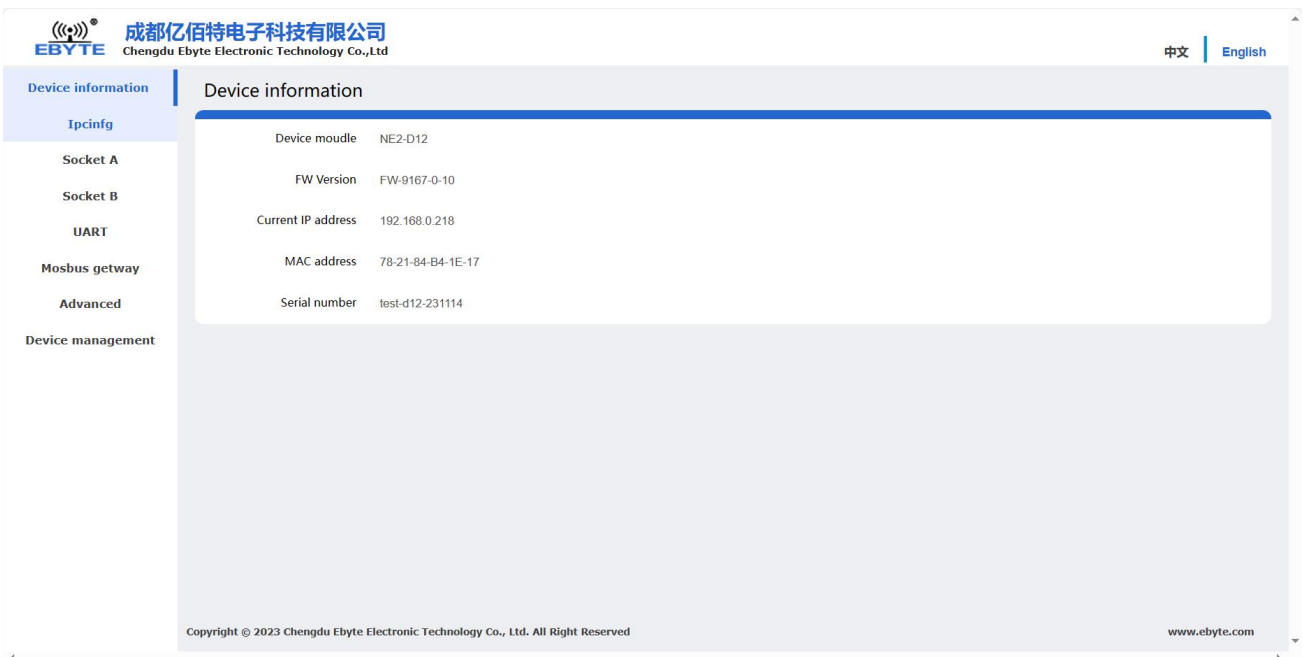 EBYTE ®
成都亿佰特电子科技有限公司
Chengdu Ebyte Electronic Technology Co.,Ltd
中文 English
Device information
Ipcinfg
Socket A
Socket B
UART
Mosbus getway
Advanced
Device management
Device information
Device moudle NE2-D12
FW Version FW-9167-0-10
Current IP address 192.168.0.218
MAC address 78-21-84-B4-1E-17
Serial number test-d12-231114
Copyright © 2023 Chengdu Ebyte Electronic Technology Co., Ltd. All Right Reserved
www.ebyte.com